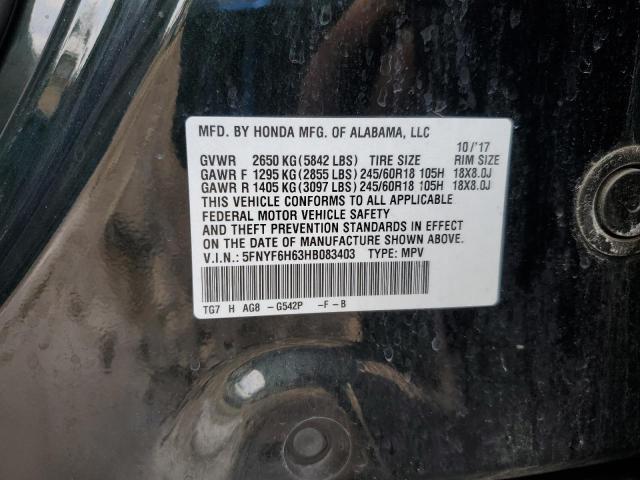 MFD. BY HONDA MFG. OF ALABAMA, LLC
10/'17
GVWR 2650 KG(5842 LBS) TIRE SIZE RIM SIZE
GAWR F 1295 KG(2855 LBS) 245/60R18 105H 18X8.0J
GAWR R 1405 KG(3097 LBS) 245/60R18 105H 18X8.0J
THIS VEHICLE CONFORMS TO ALL APPLICABLE
FEDERAL MOTOR VEHICLE SAFETY
AND THEFT PREVENTION STANDARDS IN EFFECT
ON THE DATE OF MANUFACTURE SHOWN ABOVE.
V.I.N.: 5FNYF6H63HB083403 TYPE: MPV
TG7 H AG8 - G542P -F-B